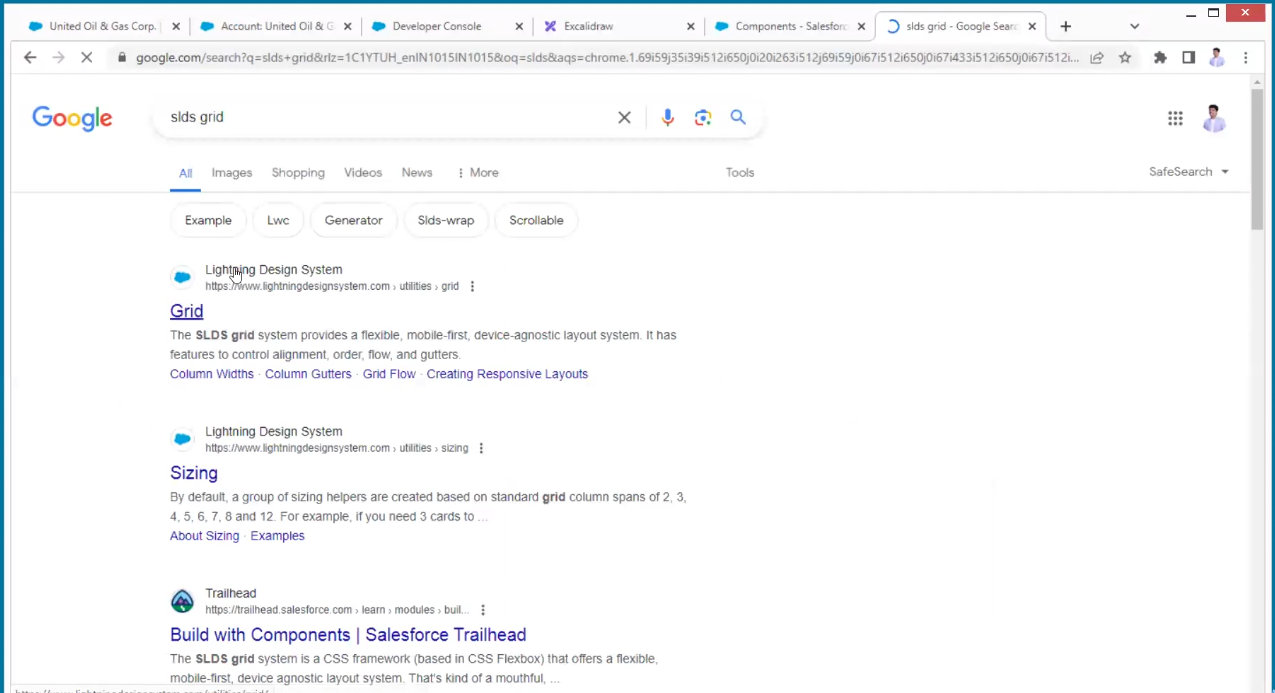 United Oil & Gas Corp.
Account: United Oil & G
Developer Console
Excalidraw
Components - Salesforc
slds grid - Google Searc
google.com/search?q=slds+grid&rlz=1C1YTUH_enIN1015IN1015&oq=slds&aqs=chrome.1.69i59j35i39i512i650j0i20i263i512j69i59j0i67i512i650j0i67i433i512i650j0i67i512...
Google
slds grid
All
Images
Shopping
Videos
News
More
Tools
SafeSearch
Example
Lwc
Generator
Slds-wrap
Scrollable
Lightning Design System
https://www.lightningdesignsystem.com › utilities › grid
Grid
The SLDS grid system provides a flexible, mobile-first, device-agnostic layout system. It has
features to control alignment, order, flow, and gutters.
Column Widths · Column Gutters · Grid Flow · Creating Responsive Layouts
Lightning Design System
https://www.lightningdesignsystem.com › utilities › sizing
Sizing
By default, a group of sizing helpers are created based on standard grid column spans of 2, 3,
4, 5, 6, 7, 8 and 12. For example, if you need 3 cards to ...
About Sizing · Examples
Trailhead
https://trailhead.salesforce.com › learn › modules › buil...
Build with Components | Salesforce Trailhead
The SLDS grid system is a CSS framework (based in CSS Flexbox) that offers a flexible,
mobile-first, device agnostic layout system. That's kind of a mouthful, ...